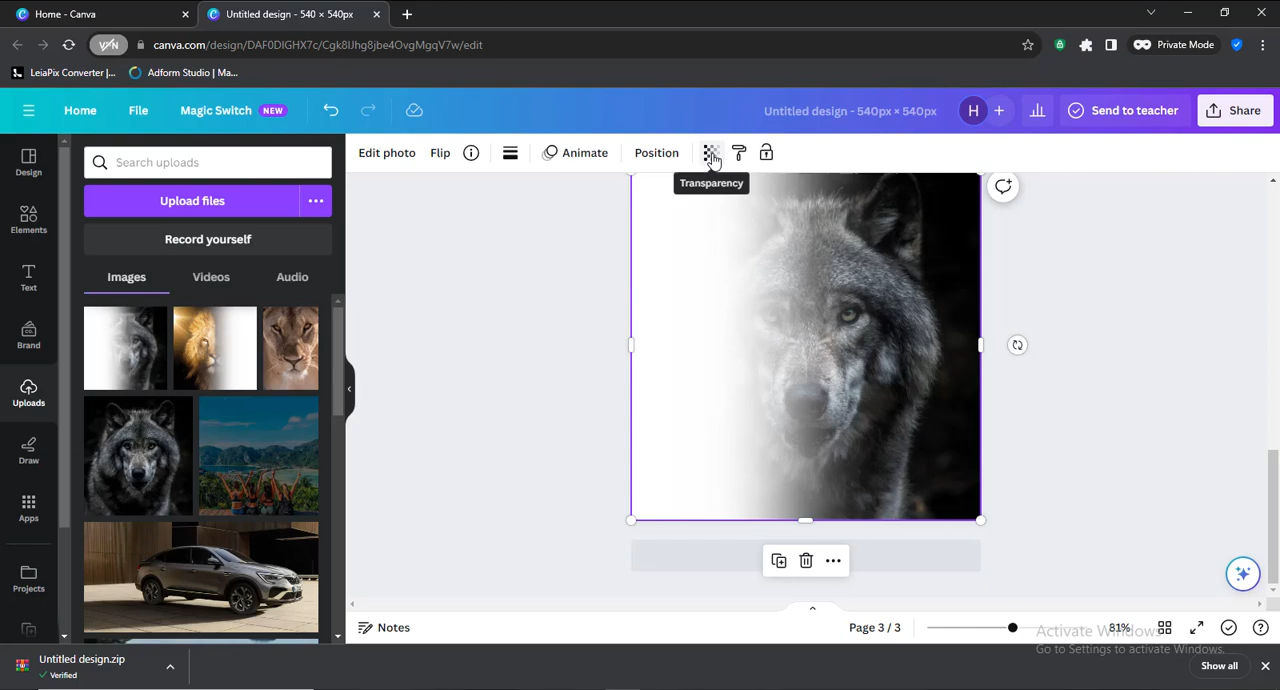 Home - Canva
Untitled design - 540 × 540px
VPN
canva.com/design/DAF0DIGHX7c/Cgk8lJhg8jbe4OvgMgqV7w/edit
Private Mode
LeiaPix Converter |...
Adform Studio | Ma...
Home
File
Magic Switch NEW
Untitled design - 540px × 540px
H
Send to teacher
Share
Design
Elements
Text
Brand
Uploads
Draw
Apps
Projects
Search uploads
Upload files
Record yourself
Images
Videos
Audio
Edit photo
Flip
Animate
Position
Transparency
Notes
Page 3 / 3
81%
Activate Windows
Go to Settings to activate Windows.
Untitled design.zip
Verified
Show all